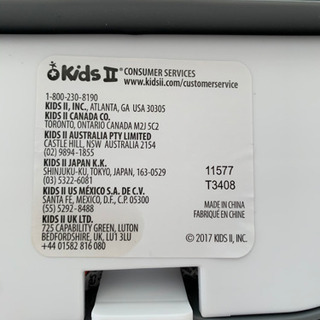 Kids II® CONSUMER SERVICES
www.kidsii.com/customerservice
1-800-230-8190
KIDS II, INC., ATLANTA, GA USA 30305
KIDS II CANADA CO.
TORONTO, ONTARIO CANADA M2J 5C2
KIDS II AUSTRALIA PTY LIMITED
CASTLE HILL, NSW AUSTRALIA 2154
(02) 9894-1855
KIDS II JAPAN K.K.
SHINJUKU-KU, TOKYO, JAPAN, 163-0529
(03) 5322-6081
KIDS II US MÉXICO S.A. DE C.V.
SANTA FE, MÉXICO, D.F., C.P. 05300
(55) 5292-8488
KIDS II UK LTD.
725 CAPABILITY GREEN, LUTON
BEDFORDSHIRE, UK, LU1 3LU
+44 01582 816 080
11577
T3408
MADE IN CHINA
FABRIQUÉ EN CHINE
© 2017 KIDS II, INC.